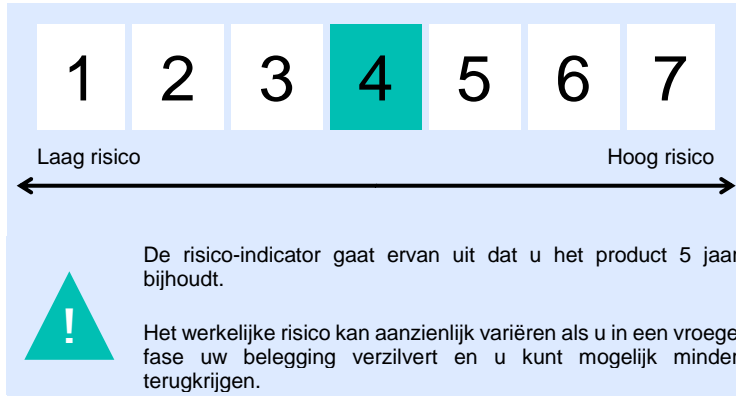 1 2 3 4 5 6 7
Laag risico Hoog risico
De risico-indicator gaat ervan uit dat u het product 5 jaar
bijhoudt.
!
Het werkelijke risico kan aanzienlijk variëren als u in een vroege
fase uw belegging verzilvert en u kunt mogelijk minder
terugkrijgen.